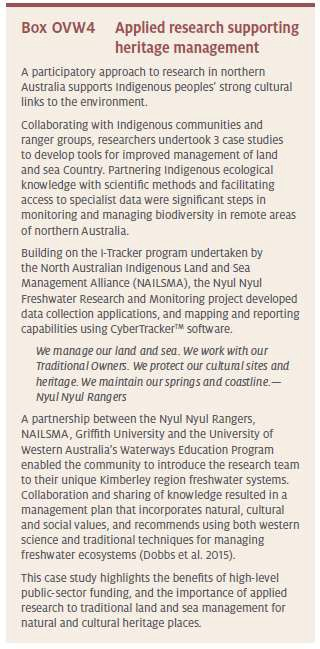 Box OVW4 Applied research supporting
heritage management
A participatory approach to research in northern
Australia supports Indigenous peoples' strong cultural
links to the environment.
Collaborating with Indigenous communities and
ranger groups, researchers undertook 3 case studies
to develop tools for improved management of land
and sea Country. Partnering Indigenous ecological
knowledge with scientific methods and facilitating
access to specialist data were significant steps in
monitoring and managing biodiversity in remote areas
of northern Australia.
Building on the I-Tracker program undertaken by
the North Australian Indigenous Land and Sea
Management Alliance (NAILSMA), the Nyul Nyul
Freshwater Research and Monitoring project developed
data collection applications, and mapping and reporting
capabilities using CyberTracker™ software.
We manage our land and sea. We work with our
Traditional Owners. We protect our cultural sites and
heritage. We maintain our springs and coastline.—
Nyul Nyul Rangers
A partnership between the Nyul Nyul Rangers,
NAILSMA, Griffith University and the University of
Western Australia's Waterways Education Program
enabled the community to introduce the research team
to their unique Kimberley region freshwater systems.
Collaboration and sharing of knowledge resulted in a
management plan that incorporates natural, cultural
and social values, and recommends using both western
science and traditional techniques for managing
freshwater ecosystems (Dobbs et al. 2015).
This case study highlights the benefits of high-level
public-sector funding, and the importance of applied
research to traditional land and sea management for
natural and cultural heritage places.